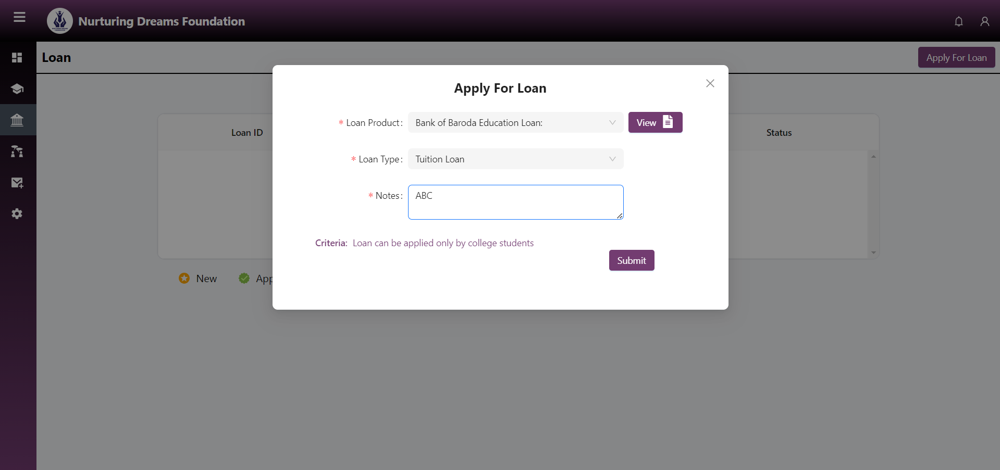 Nurturing Dreams Foundation
Loan
Apply For Loan
Apply For Loan
* Loan Product: Bank of Baroda Education Loan: View
Loan ID
Status
* Loan Type: Tuition Loan
* Notes: ABC
Criteria: Loan can be applied only by college students
Submit
New App